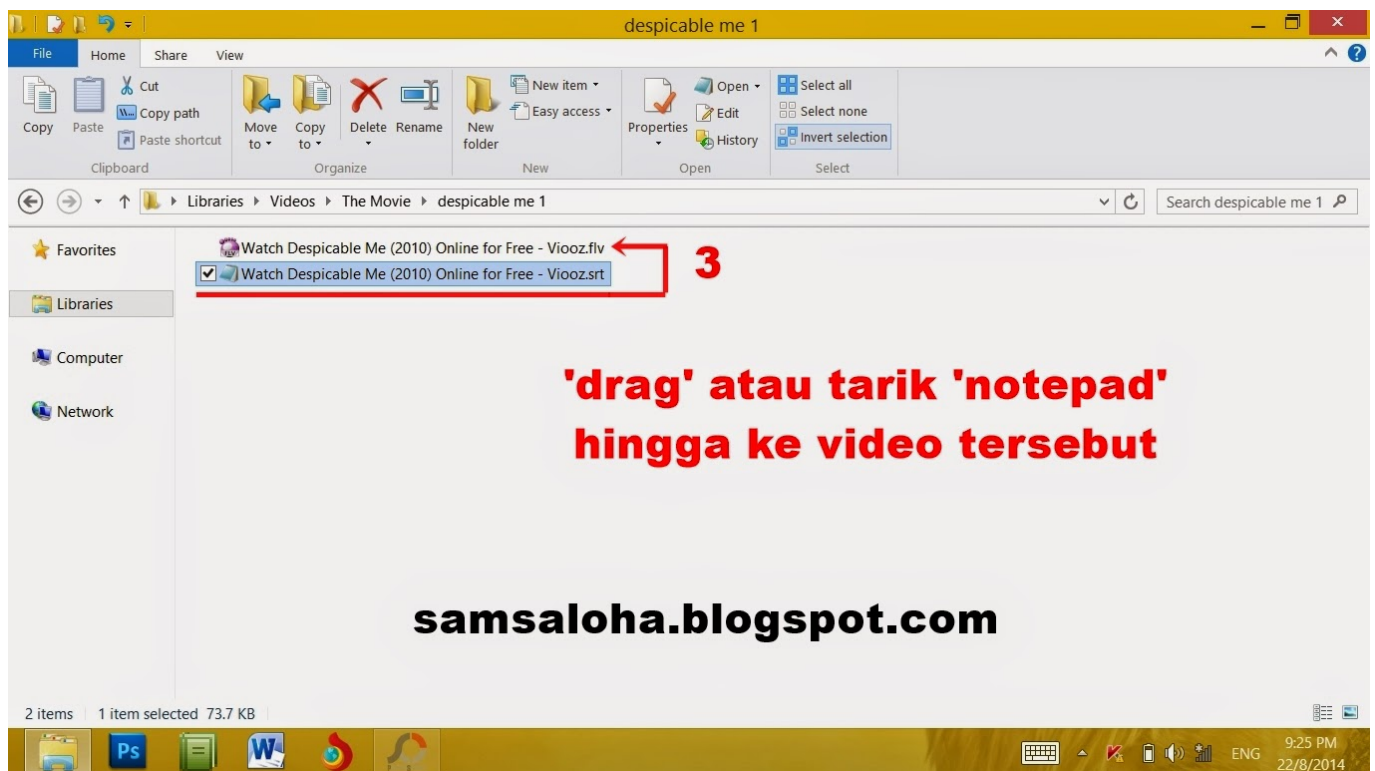 despicable me 1
File Home Share View
Copy
Paste
Cut
Copy path
Paste shortcut
Clipboard
Move to
Copy to
Delete
Rename
Organize
New folder
New item
Easy access
New
Properties
Open
Edit
History
Open
Select all
Select none
Invert selection
Select
Libraries Videos The Movie despicable me 1
Search despicable me 1
Favorites
Libraries
Computer
Network
Watch Despicable Me (2010) Online for Free - Viooz.flv
Watch Despicable Me (2010) Online for Free - Viooz.srt
3
'drag' atau tarik 'notepad'
hingga ke video tersebut
samsaloha.blogspot.com
2 items 1 item selected 73.7 KB
Ps
W
ENG
9:25 PM
22/8/2014